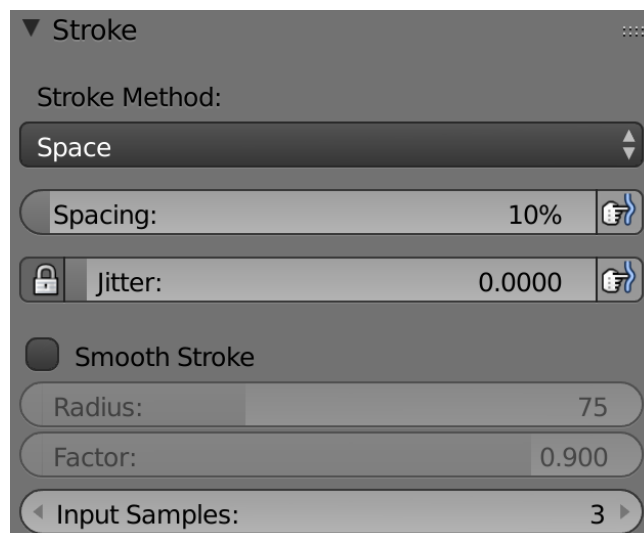 Stroke
Stroke Method:
Space
Spacing: 10%
Jitter: 0.0000
Smooth Stroke
Radius: 75
Factor: 0.900
Input Samples: 3